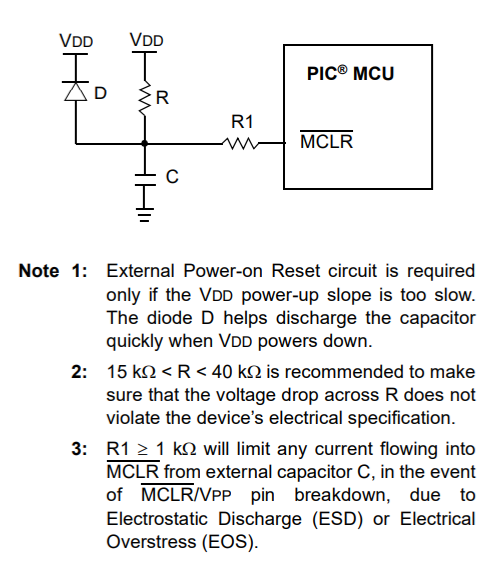 VDD VDD
PIC® MCU
D
R
R1
MCLR
C
Note 1: External Power-on Reset circuit is required
only if the VDD power-up slope is too slow.
The diode D helps discharge the capacitor
quickly when VDD powers down.
2: 15 kΩ < R < 40 kΩ is recommended to make
sure that the voltage drop across R does not
violate the device’s electrical specification.
3: R1 ≥ 1 kΩ will limit any current flowing into
MCLR from external capacitor C, in the event
of MCLR/VPP pin breakdown, due to
Electrostatic Discharge (ESD) or Electrical
Overstress (EOS).